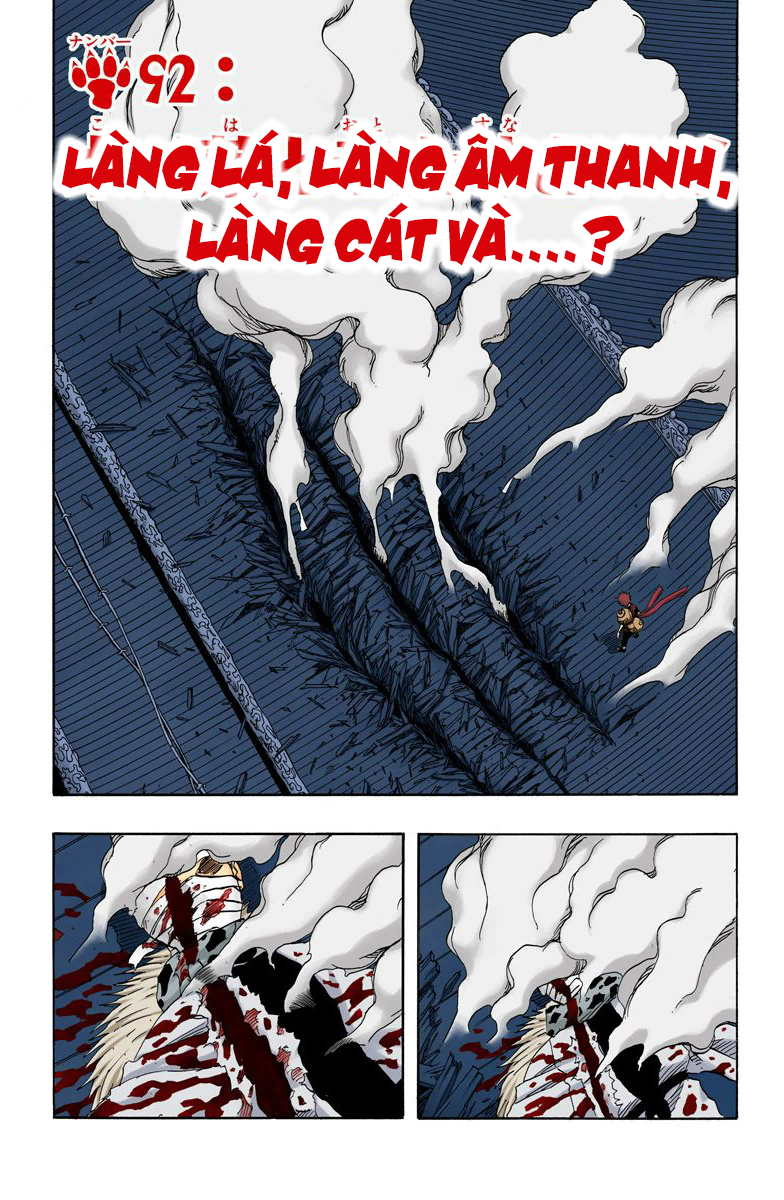 ナンバー
92:
こ の は お と す な
LÀNG LÁ, LÀNG ÂM THANH,
LÀNG CÁT VÀ....?